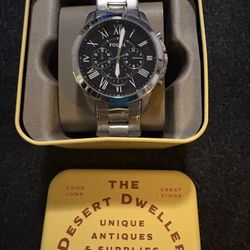 FOSSIL
GOOD JUNK
GREAT FINDS
THE
DESERT DWELLER
UNIQUE
ANTIQUES
& SUPPLIES